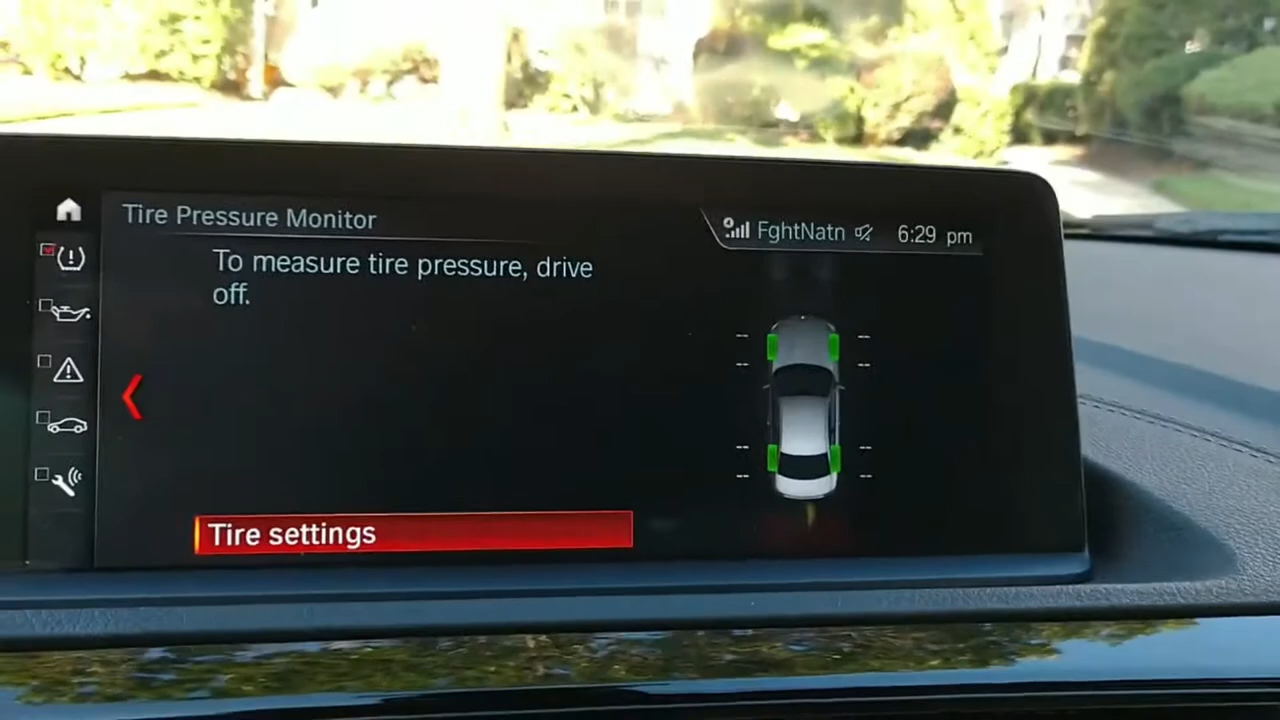 Tire Pressure Monitor
FghtNatn 6:29 pm
To measure tire pressure, drive
off.
-- --
-- --
-- --
-- --
Tire settings